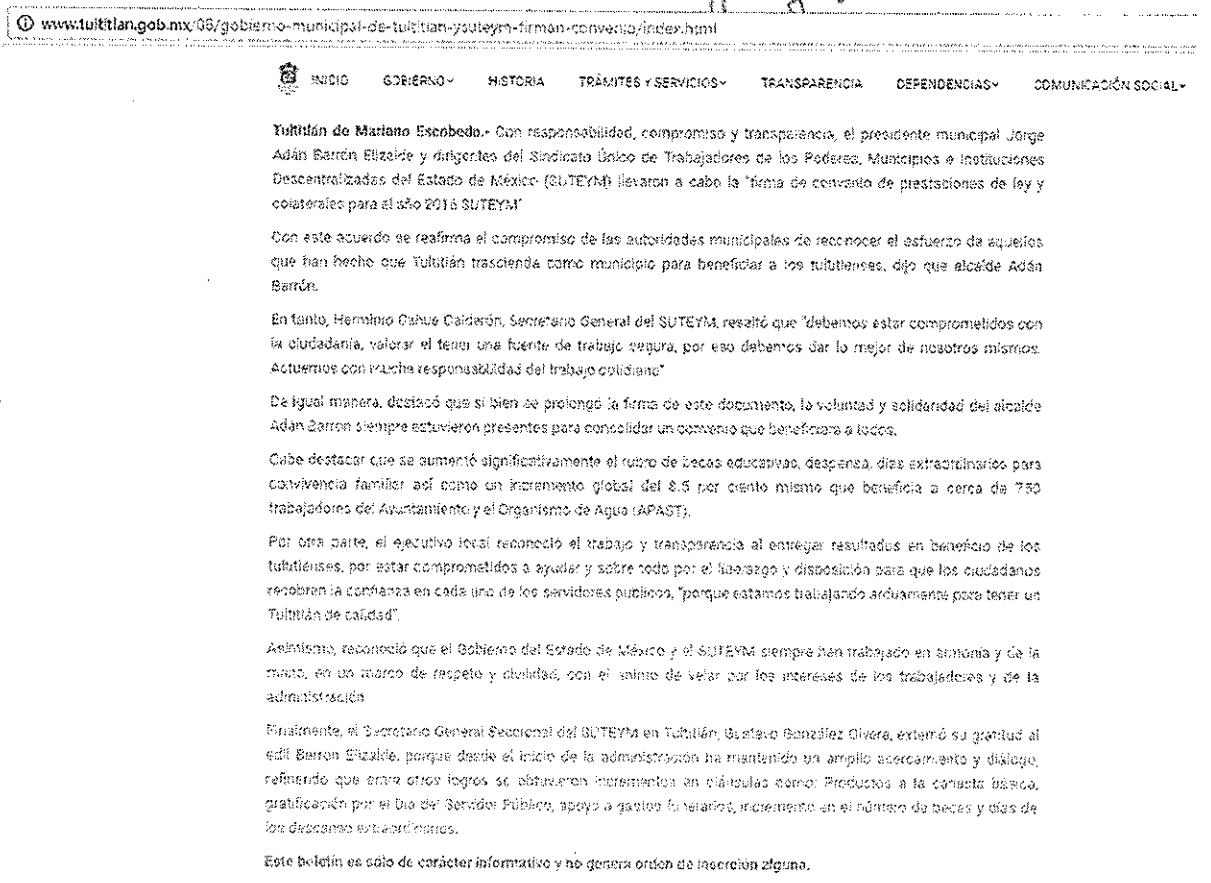 www.tultitlan.gob.mx/06/gobierno-municipal-de-tultitlan-ysuteym-firman-convenio/index.html
INICIO GOBIERNO HISTORIA TRÁMITES Y SERVICIOS TRANSPARENCIA DEPENDENCIAS COMUNICACIÓN SOCIAL
Tultitlán de Mariano Escobedo.- Con responsabilidad, compromiso y transparencia, el presidente municipal Jorge
Adán Barrón Elizalde y dirigentes del Sindicato Único de Trabajadores de los Poderes, Municipios e Instituciones
Descentralizadas del Estado de México (SUTEYM) llevaron a cabo la "firma de convenio de prestaciones de ley y
colaterales para el año 2016 SUTEYM"
Con este acuerdo se reafirma el compromiso de las autoridades municipales de reconocer el esfuerzo de aquellos
que han hecho que Tultitlán trascienda como municipio para beneficiar a los tultitlenses, dijo que alcalde Adán
Barrón.
En tanto, Herminio Cahue Calderón, Secretario General del SUTEYM, resaltó que "debemos estar comprometidos con
la ciudadanía, valorar el tener una fuente de trabajo segura, por eso debemos dar lo mejor de nosotros mismos.
Actuemos con mucha responsabilidad del trabajo cotidiano"
De igual manera, destacó que si bien se prolongó la firma de este documento, la voluntad y solidaridad del alcalde
Adán Barron siempre estuvieron presentes para consolidar un convenio que beneficiara a todos.
Cabe destacar que se aumentó significativamente el rubro de becas educativas, despensa, días extraordinarios para
convivencia familiar así como un incremento global del 8.5 por ciento mismo que beneficia a cerca de 750
trabajadores del Ayuntamiento y el Organismo de Agua (APAST).
Por otra parte, el ejecutivo local reconoció el trabajo y transparencia al entregar resultados en beneficio de los
tultitlenses, por estar comprometidos a ayudar y sobre todo por el liderazgo y disposición para que los ciudadanos
recobren la confianza en cada uno de los servidores públicos, "porque estamos trabajando arduamente para tener un
Tultitlán de calidad".
Asimismo, reconoció que el Gobierno del Estado de México y el SUTEYM siempre han trabajado en armonía y de la
mano, en un marco de respeto y civilidad, con el ánimo de velar por los intereses de los trabajadores y de la
administración
Finalmente, el Secretario General Seccional del SUTEYM en Tultitlán, Gustavo González Olvera, externó su gratitud al
edil Barron Elizalde, porque desde el inicio de la administración ha mantenido un amplio acercamiento y diálogo,
refiriendo que entre otros logros se obtuvieron incrementos en cláusulas como: Productos a la canasta básica,
gratificación por el Día del Servidor Público, apoyo a gastos funerarios, incremento en el número de becas y días de
los descanso extraordinarios.
Este boletín es sólo de carácter informativo y no genera orden de inserción alguna.